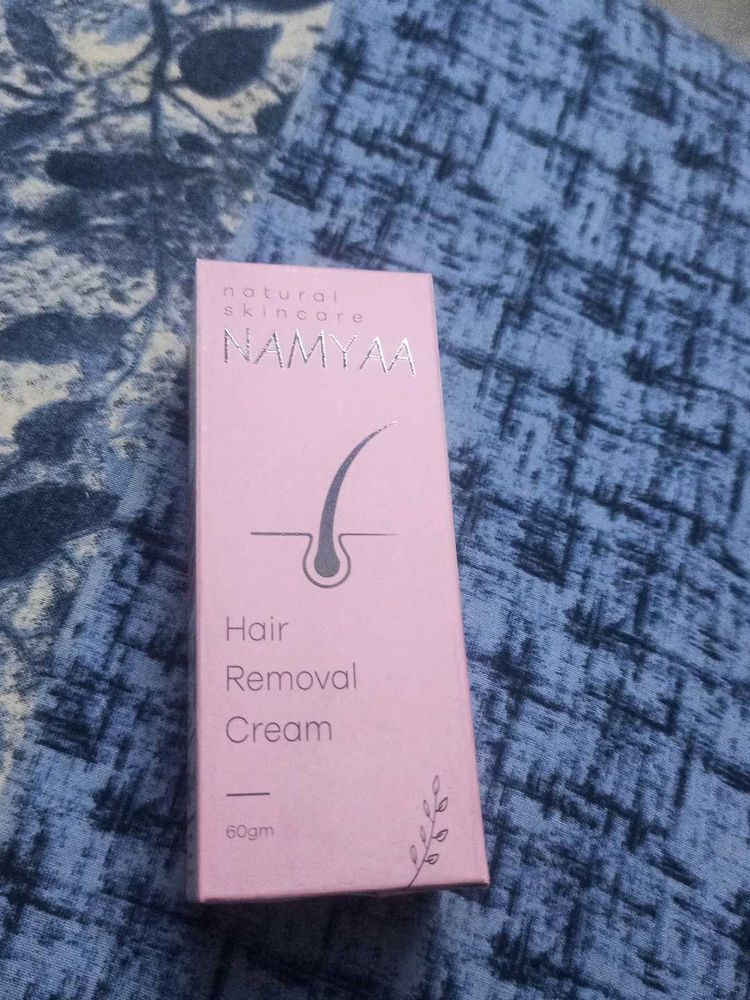 natural
skincare
NAMYAA
Hair
Removal
Cream
60gm